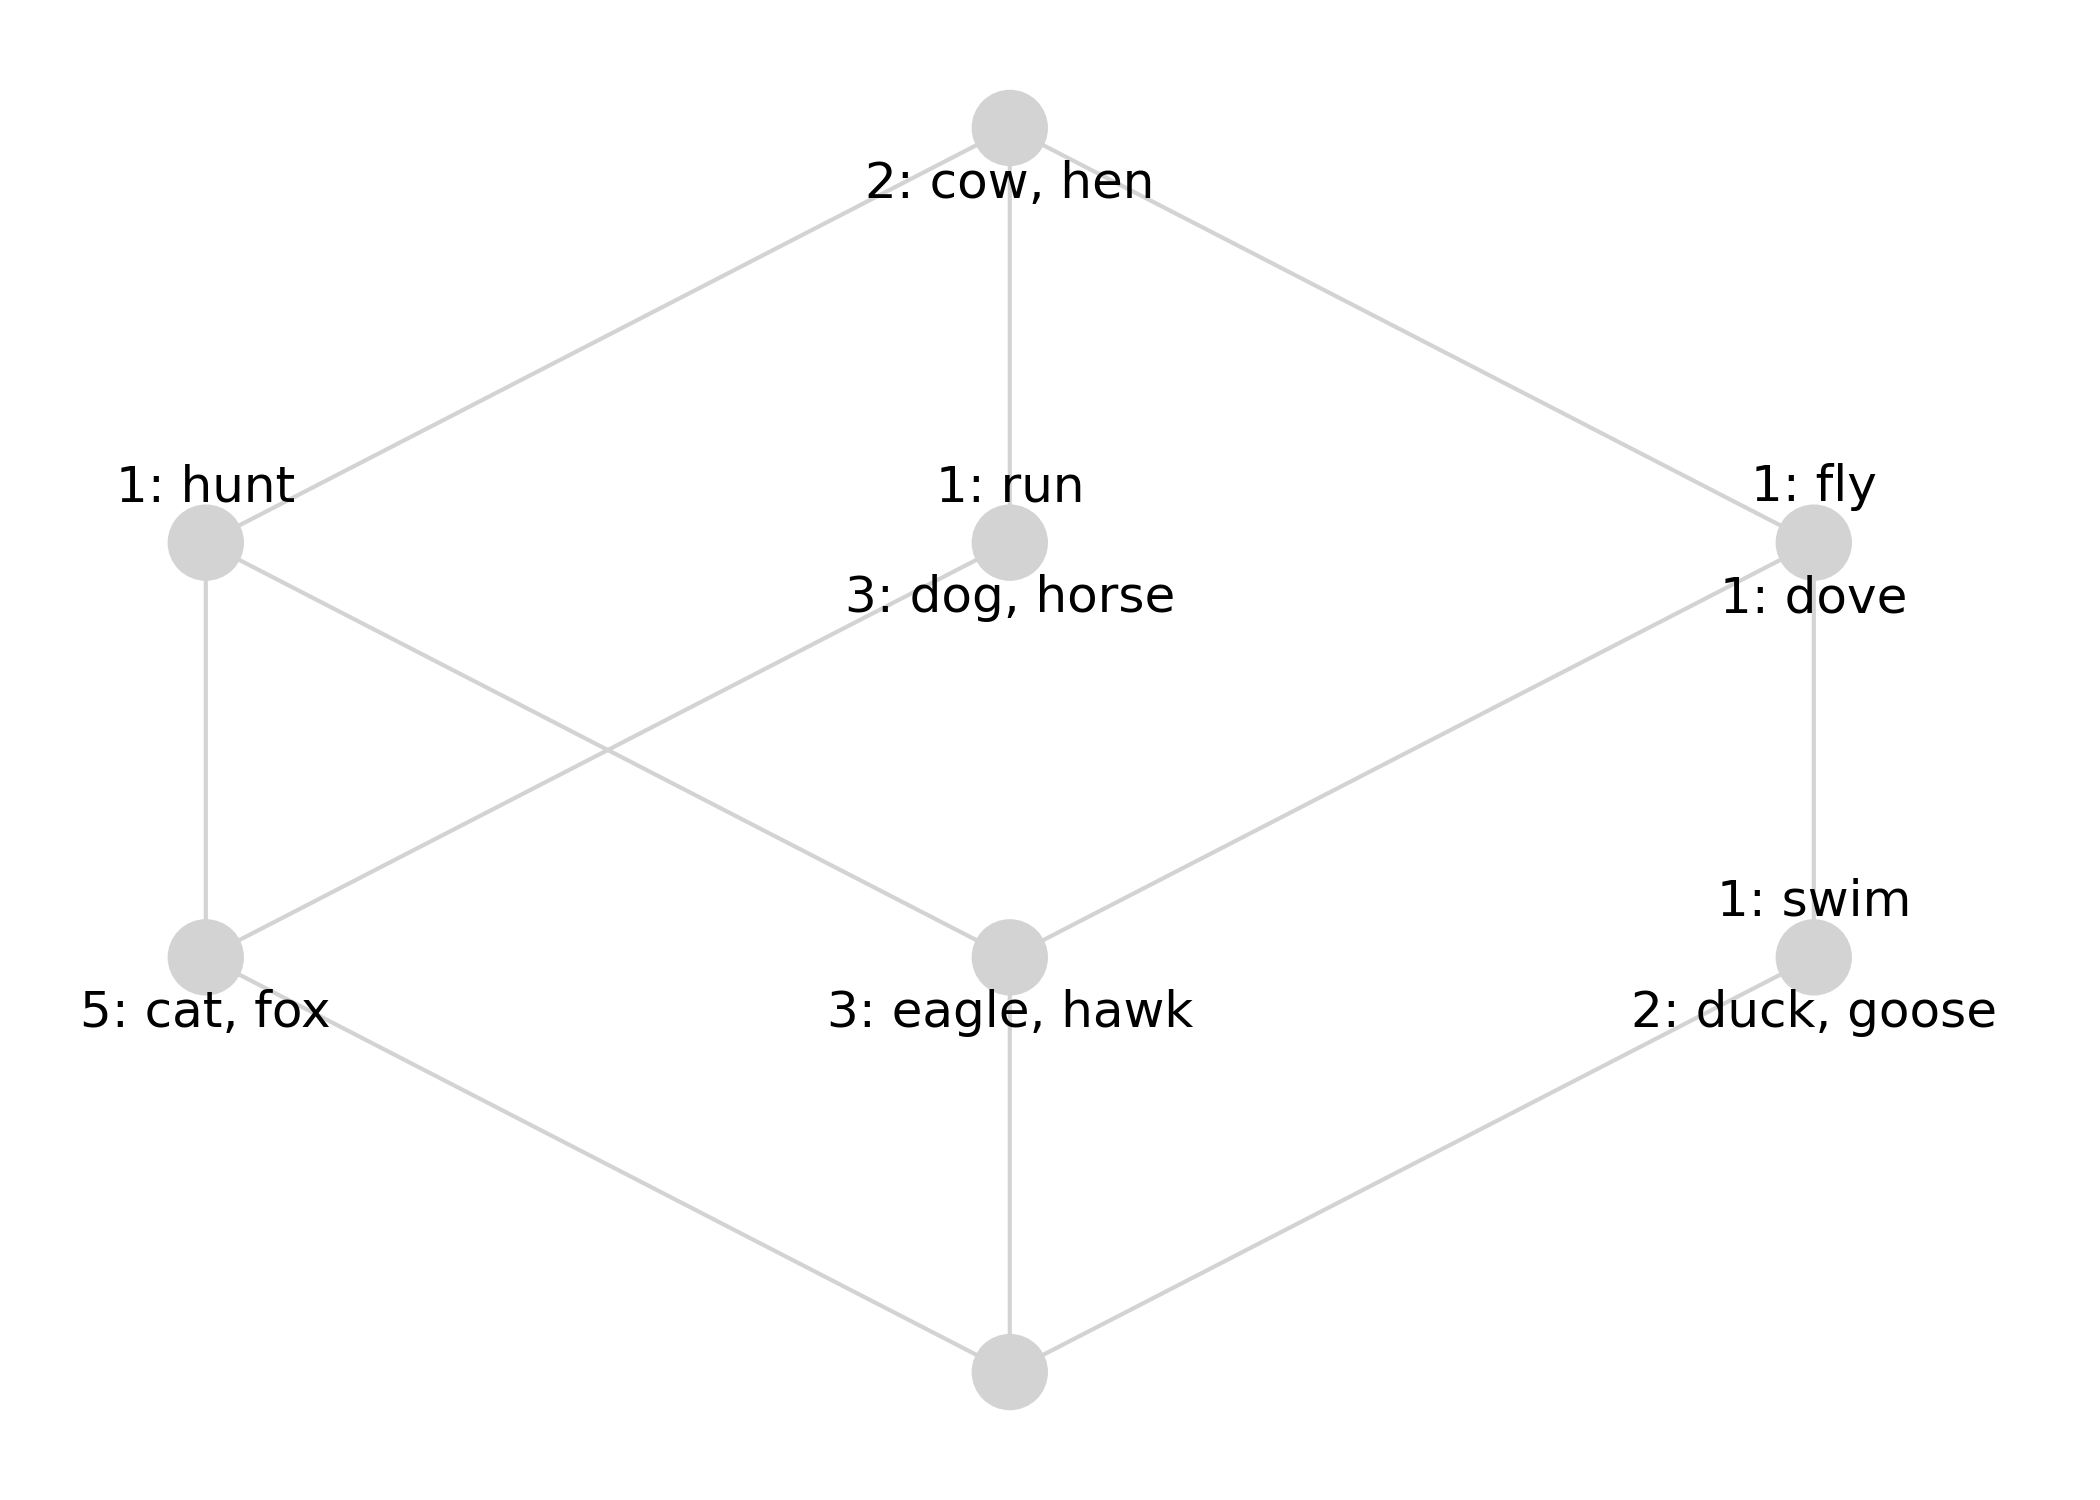 2: cow, hen
1: hunt
1: run
1: fly
3: dog, horse
1: dove
1: swim
5: cat, fox
3: eagle, hawk
2: duck, goose